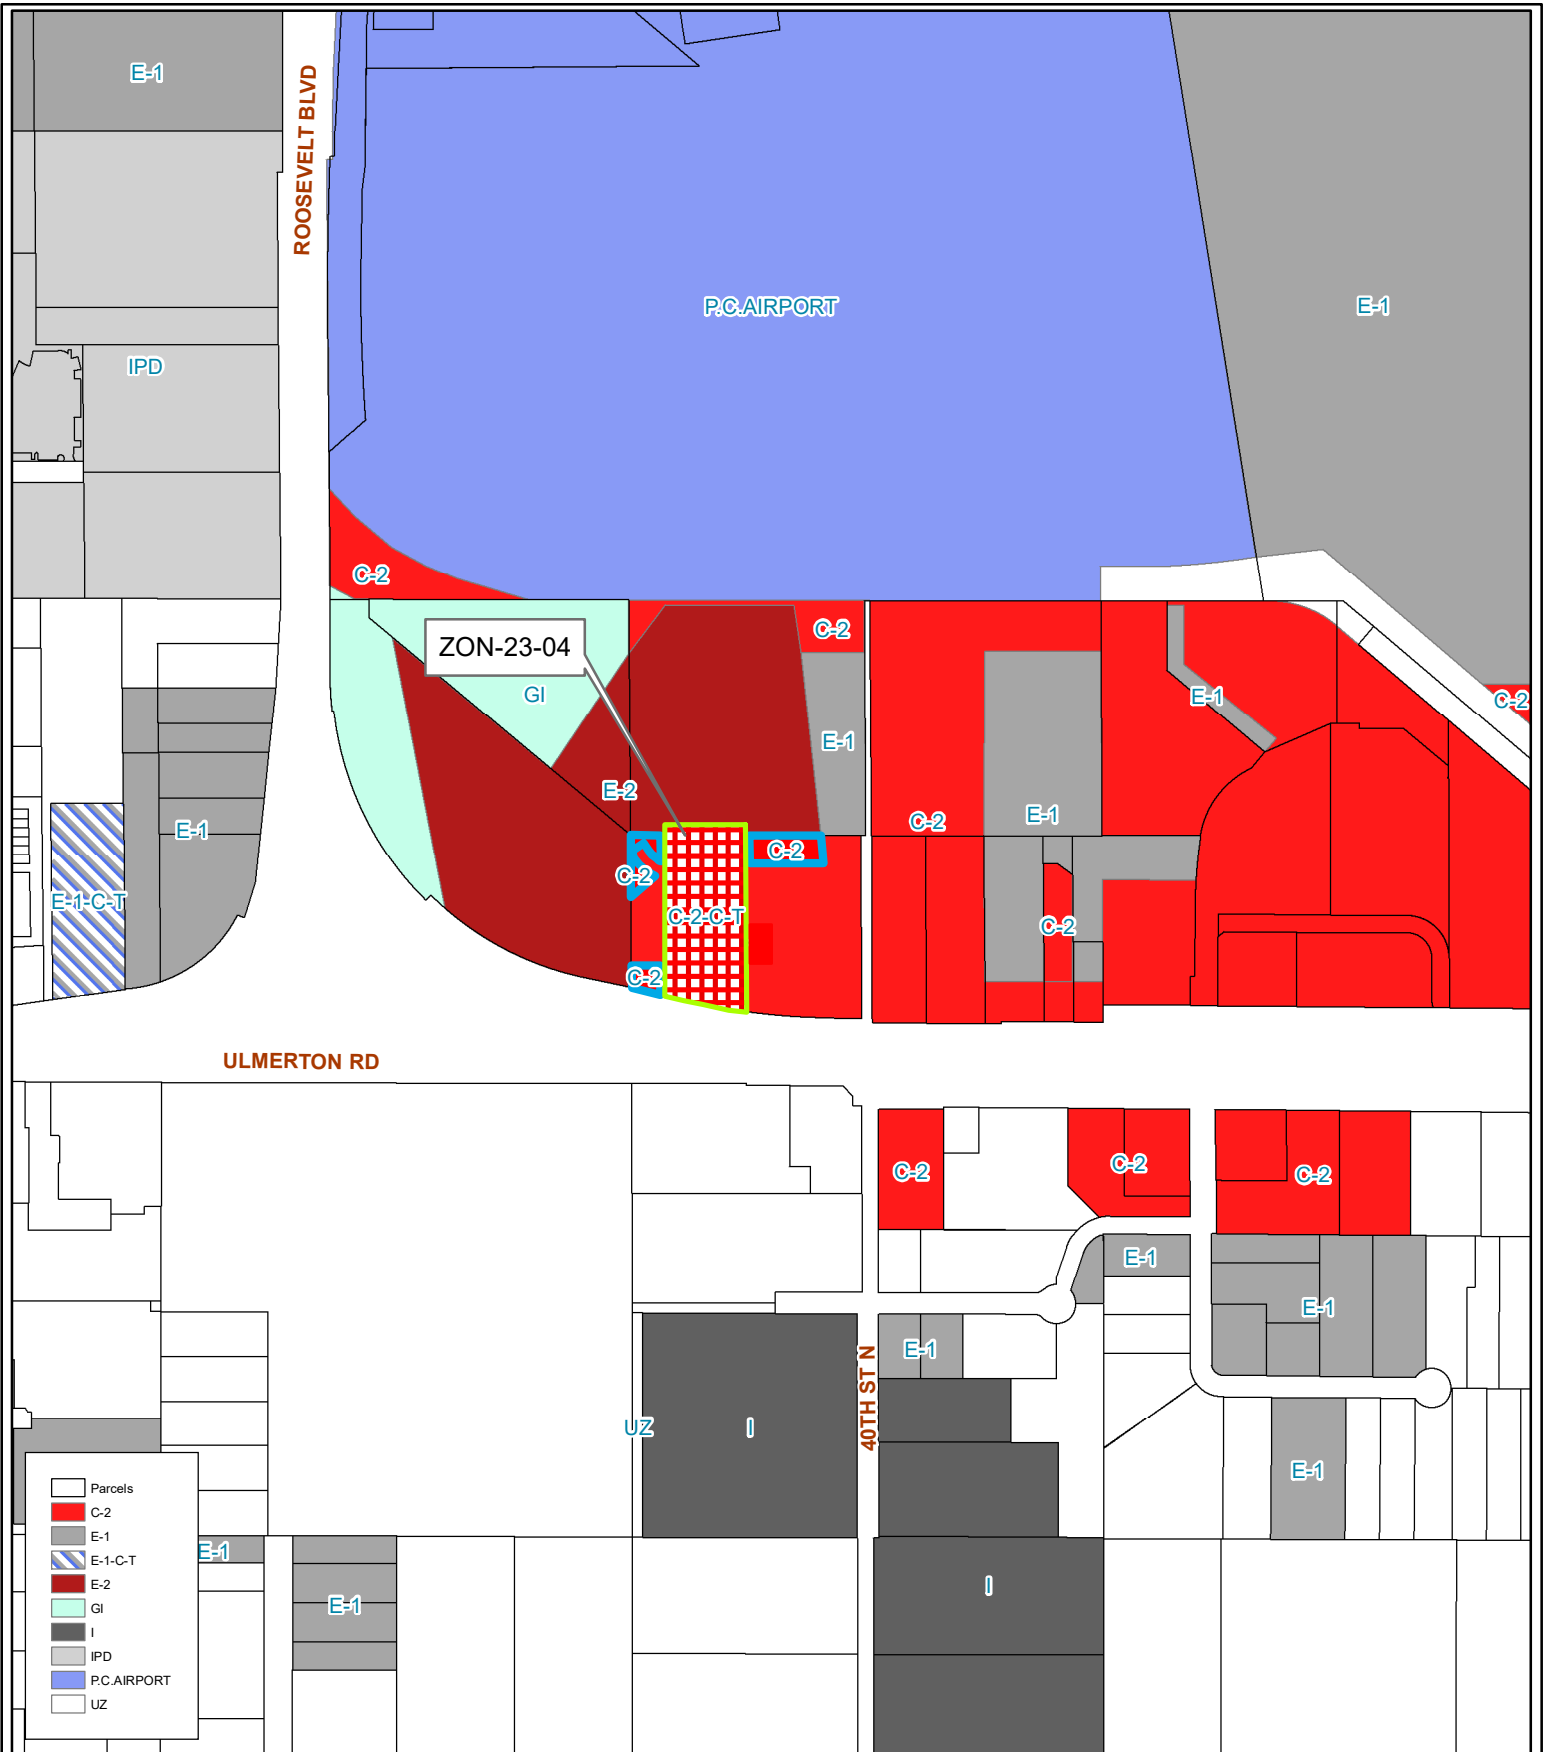 E-1
ROOSEVELT BLVD
P.C.AIRPORT
E-1
IPD
C-2
C-2
ZON-23-04
GI
E-1
C-2
E-1
E-2
E-1
C-2
E-1
C-2
C-2
E-1-C-T
C-2-C-T
C-2
C-2
ULMERTON RD
C-2
C-2
C-2
E-1
E-1
E-1
40TH ST N
UZ
I
E-1
E-1
I
E-1
Parcels
C-2
E-1
E-1-C-T
E-2
GI
I
IPD
P.C.AIRPORT
UZ